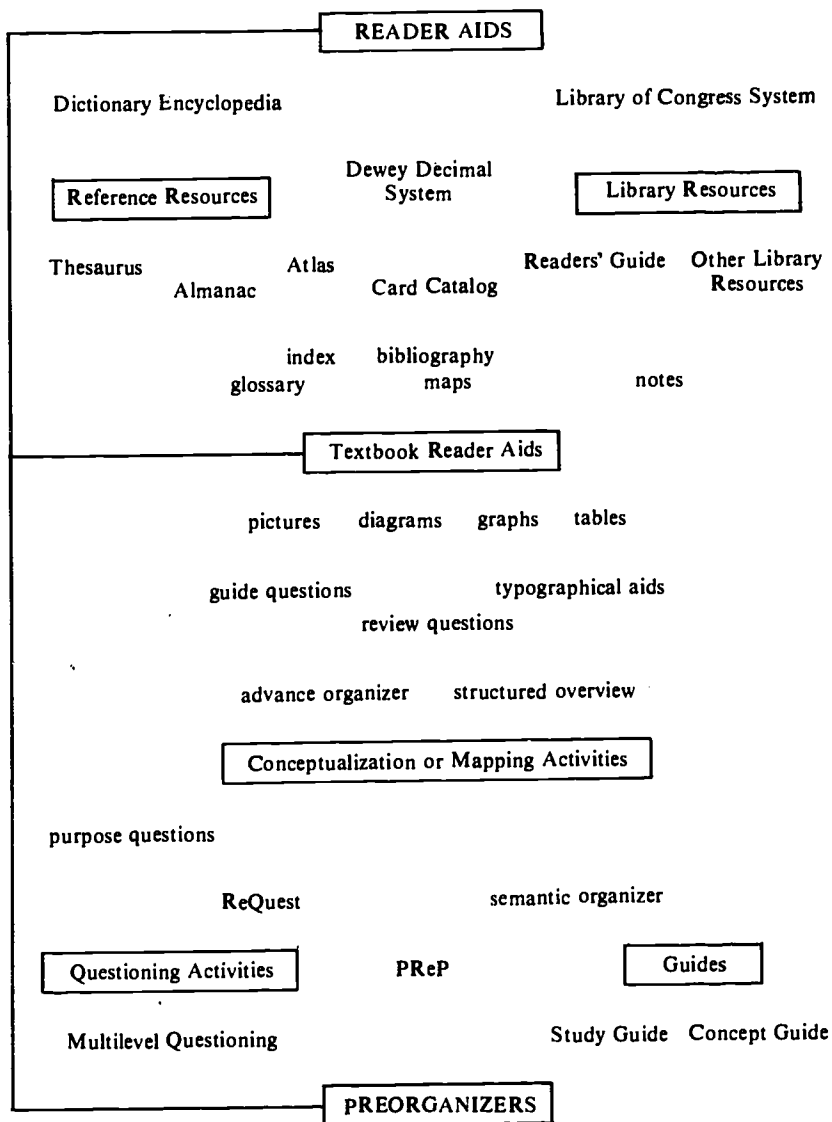 READER AIDS
Dictionary Encyclopedia
Library of Congress System
Dewey Decimal
System
Reference Resources
Library Resources
Thesaurus
Almanac
Atlas
Card Catalog
Readers' Guide
Other Library
Resources
index bibliography
glossary maps notes
Textbook Reader Aids
pictures diagrams graphs tables
guide questions typographical aids
review questions
advance organizer structured overview
Conceptualization or Mapping Activities
purpose questions
ReQuest semantic organizer
Questioning Activities PReP Guides
Multilevel Questioning Study Guide Concept Guide
PREORGANIZERS